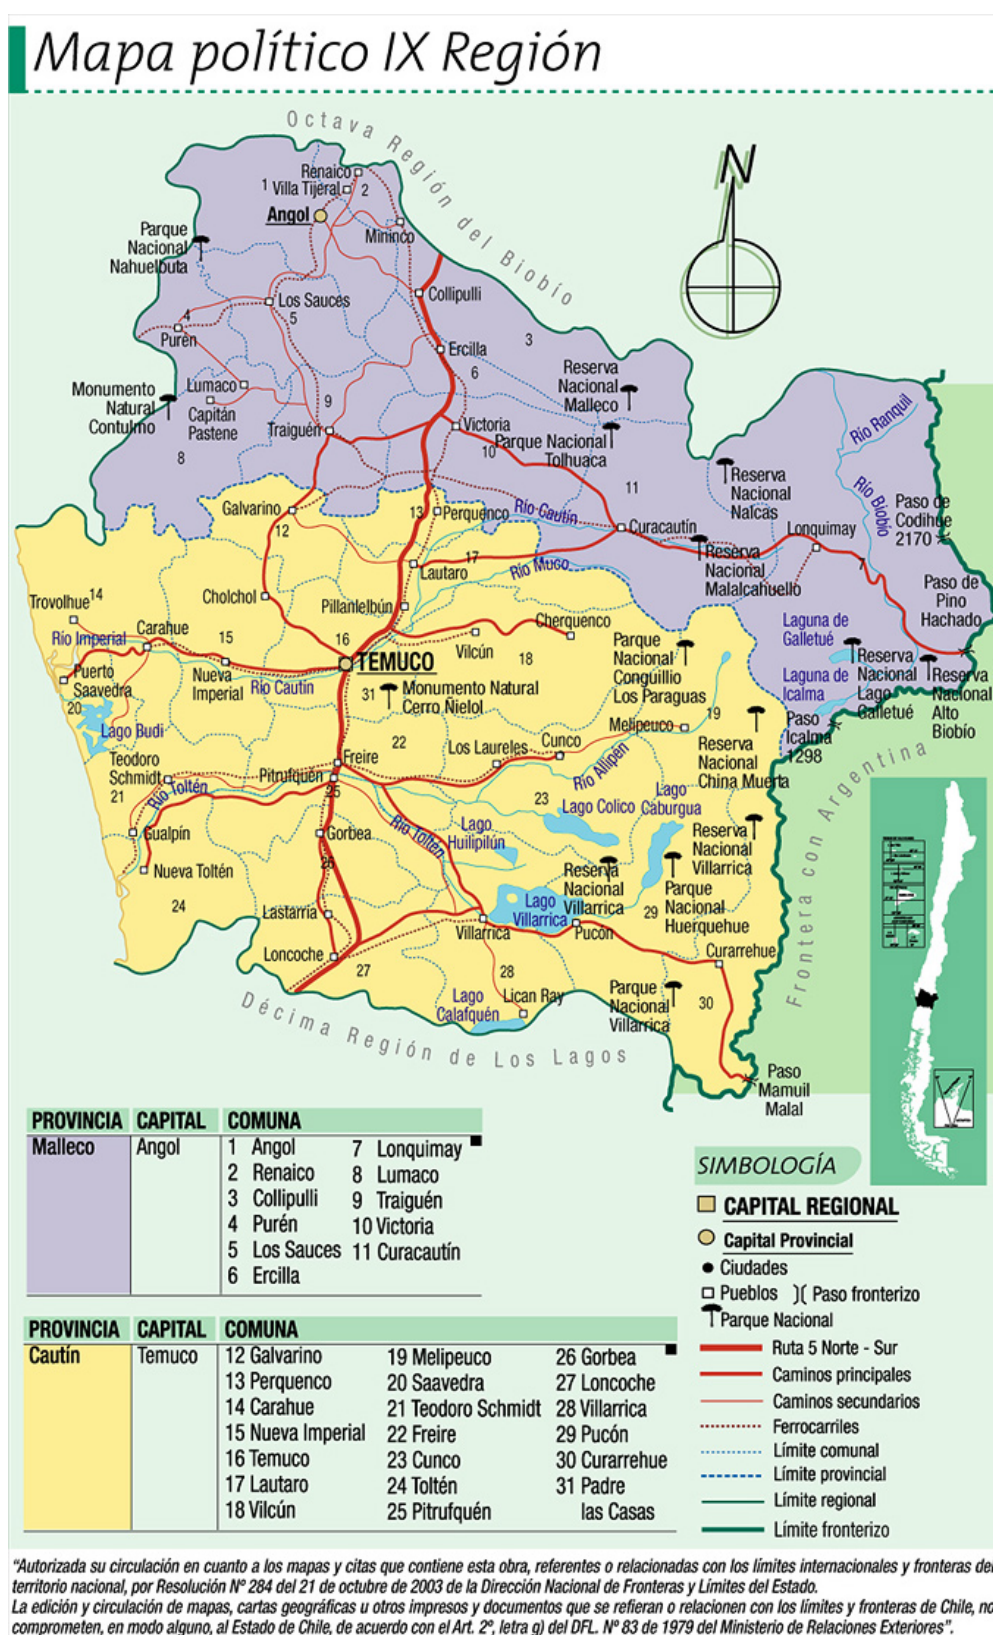 Mapa político IX Región
Octava Región del Biobío
Renaico
1 Villa Tijeral 2
Angol
Mininco
Parque
Nacional
Nahuelbuta
Los Sauces
5
Collipulli
4
Purén
Ercilla
3
6
Reserva
Nacional
Malleco
Monumento
Natural
Contulmo
Lumaco
Capitán
Pastene
9
Traiguén
Victoria
10 Parque Nacional
Tolhuaca
8
11
Río Ranquil
Reserva
Nacional
Nalcas
Río Biobío
Paso de
Codihue
2170
Galvarino
12
13 Perquenco
Río Cautín
Curacautín
Lonquimay
7
Reserva
Nacional
Malalcahuello
17
Lautaro
Río Muco
Paso de
Pino
Hachado
Trovolhue 14
Cholchol
Pillanlelbún
Cherquenco
Laguna de
Galletué
Río Imperial
Carahue
15
16
Vilcún
18
Parque
Nacional
Conguillio
Los Paraguas
Reserva
Nacional
Lago
Galletué
Reserva
Nacional
Alto
Biobío
Puerto
Saavedra
20
Nueva
Imperial
TEMUCO
Río Cautín
31
Monumento Natural
Cerro Ñielol
Laguna de
Icalma
Paso
Icalma
1298
Lago Budi
22
Melipeuco
19
Los Laureles
Cunco
Río Allipén
Reserva
Nacional
China Muerta
Teodoro
Schmidt
21
Río Toltén
Freire
Pitrufquén
25
23
Lago Colico
Lago
Caburgua
Gualpín
Gorbea
26
Río Toltén
Lago
Huilipilún
Reserva
Nacional
Villarrica
Nueva Toltén
24
Reserva
Nacional
Villarrica
Parque
Nacional
Huerquehue
29
Lago
Villarrica
Lastarria
Villarrica
Pucón
Loncoche
27
28
Curarrehue
Lago
Calafquén
Lican Ray
Parque
Nacional
Villarrica
30
Paso
Mamuil
Malal
Décima Región de Los Lagos
Frontera con Argentina
N
PROVINCIA CAPITAL COMUNA
Malleco Angol 1 Angol 7 Lonquimay
2 Renaico 8 Lumaco
3 Collipulli 9 Traiguén
4 Purén 10 Victoria
5 Los Sauces 11 Curacautín
6 Ercilla
PROVINCIA CAPITAL COMUNA
Cautín Temuco 12 Galvarino 19 Melipeuco 26 Gorbea
13 Perquenco 20 Saavedra 27 Loncoche
14 Carahue 21 Teodoro Schmidt 28 Villarrica
15 Nueva Imperial 22 Freire 29 Pucón
16 Temuco 23 Cunco 30 Curarrehue
17 Lautaro 24 Toltén 31 Padre
18 Vilcún 25 Pitrufquén las Casas
SIMBOLOGÍA
CAPITAL REGIONAL
Capital Provincial
Ciudades
Pueblos )( Paso fronterizo
Parque Nacional
Ruta 5 Norte - Sur
Caminos principales
Caminos secundarios
Ferrocarriles
Límite comunal
Límite provincial
Límite regional
Límite fronterizo
"Autorizada su circulación en cuanto a los mapas y citas que contiene esta obra, referentes o relacionadas con los límites internacionales y fronteras del
territorio nacional, por Resolución Nº 284 del 21 de octubre de 2003 de la Dirección Nacional de Fronteras y Límites del Estado.
La edición y circulación de mapas, cartas geográficas u otros impresos y documentos que se refieran o relacionen con los límites y fronteras de Chile, no
comprometen, en modo alguno, al Estado de Chile, de acuerdo con el Art. 2º, letra g) del DFL. Nº 83 de 1979 del Ministerio de Relaciones Exteriores".